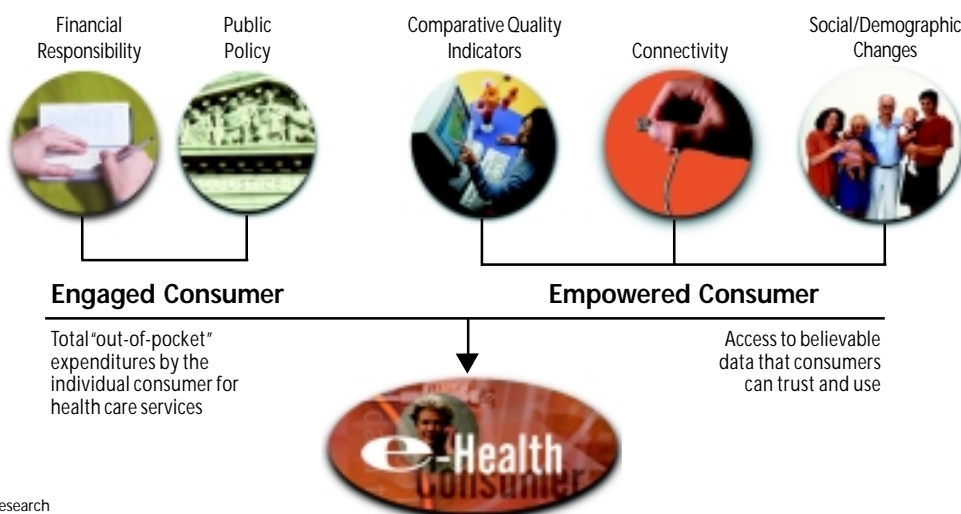 Financial
Responsibility
Public
Policy
Comparative Quality
Indicators
Connectivity
Social/Demographic
Changes
Engaged Consumer
Empowered Consumer
Total "out-of-pocket"
expenditures by the
individual consumer for
health care services
Access to believable
data that consumers
can trust and use
e-Health
Consumer
esearch